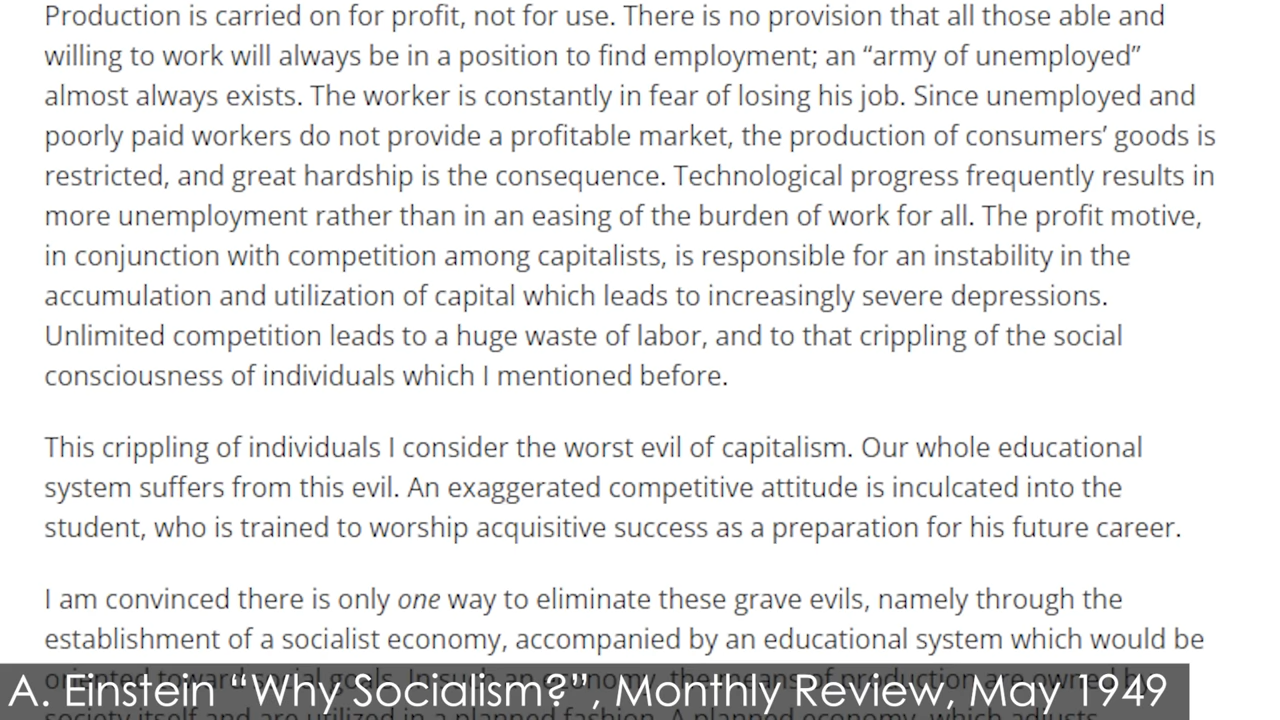 Production is carried on for profit, not for use. There is no provision that all those able and
willing to work will always be in a position to find employment; an “army of unemployed”
almost always exists. The worker is constantly in fear of losing his job. Since unemployed and
poorly paid workers do not provide a profitable market, the production of consumers’ goods is
restricted, and great hardship is the consequence. Technological progress frequently results in
more unemployment rather than in an easing of the burden of work for all. The profit motive,
in conjunction with competition among capitalists, is responsible for an instability in the
accumulation and utilization of capital which leads to increasingly severe depressions.
Unlimited competition leads to a huge waste of labor, and to that crippling of the social
consciousness of individuals which I mentioned before.
This crippling of individuals I consider the worst evil of capitalism. Our whole educational
system suffers from this evil. An exaggerated competitive attitude is inculcated into the
student, who is trained to worship acquisitive success as a preparation for his future career.
I am convinced there is only one way to eliminate these grave evils, namely through the
establishment of a socialist economy, accompanied by an educational system which would be
A. Einstein “Why Socialism?”, Monthly Review, May 1949